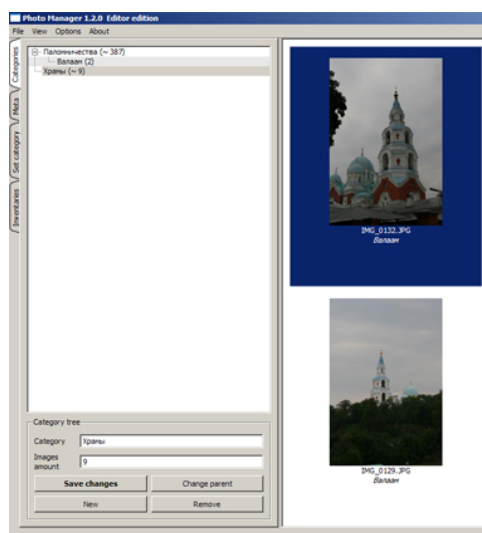 Photo Manager 1.2.0 Editor edition
File View Options About
Categories
Meta
Set category
Inventaries
Паломничества (~ 387)
Валаам (2)
Храмы (~ 9)
IMG_0132.JPG
Валаам
IMG_0129.JPG
Валаам
Category tree
Category Храмы
Images amount 9
Save changes Change parent
New Remove